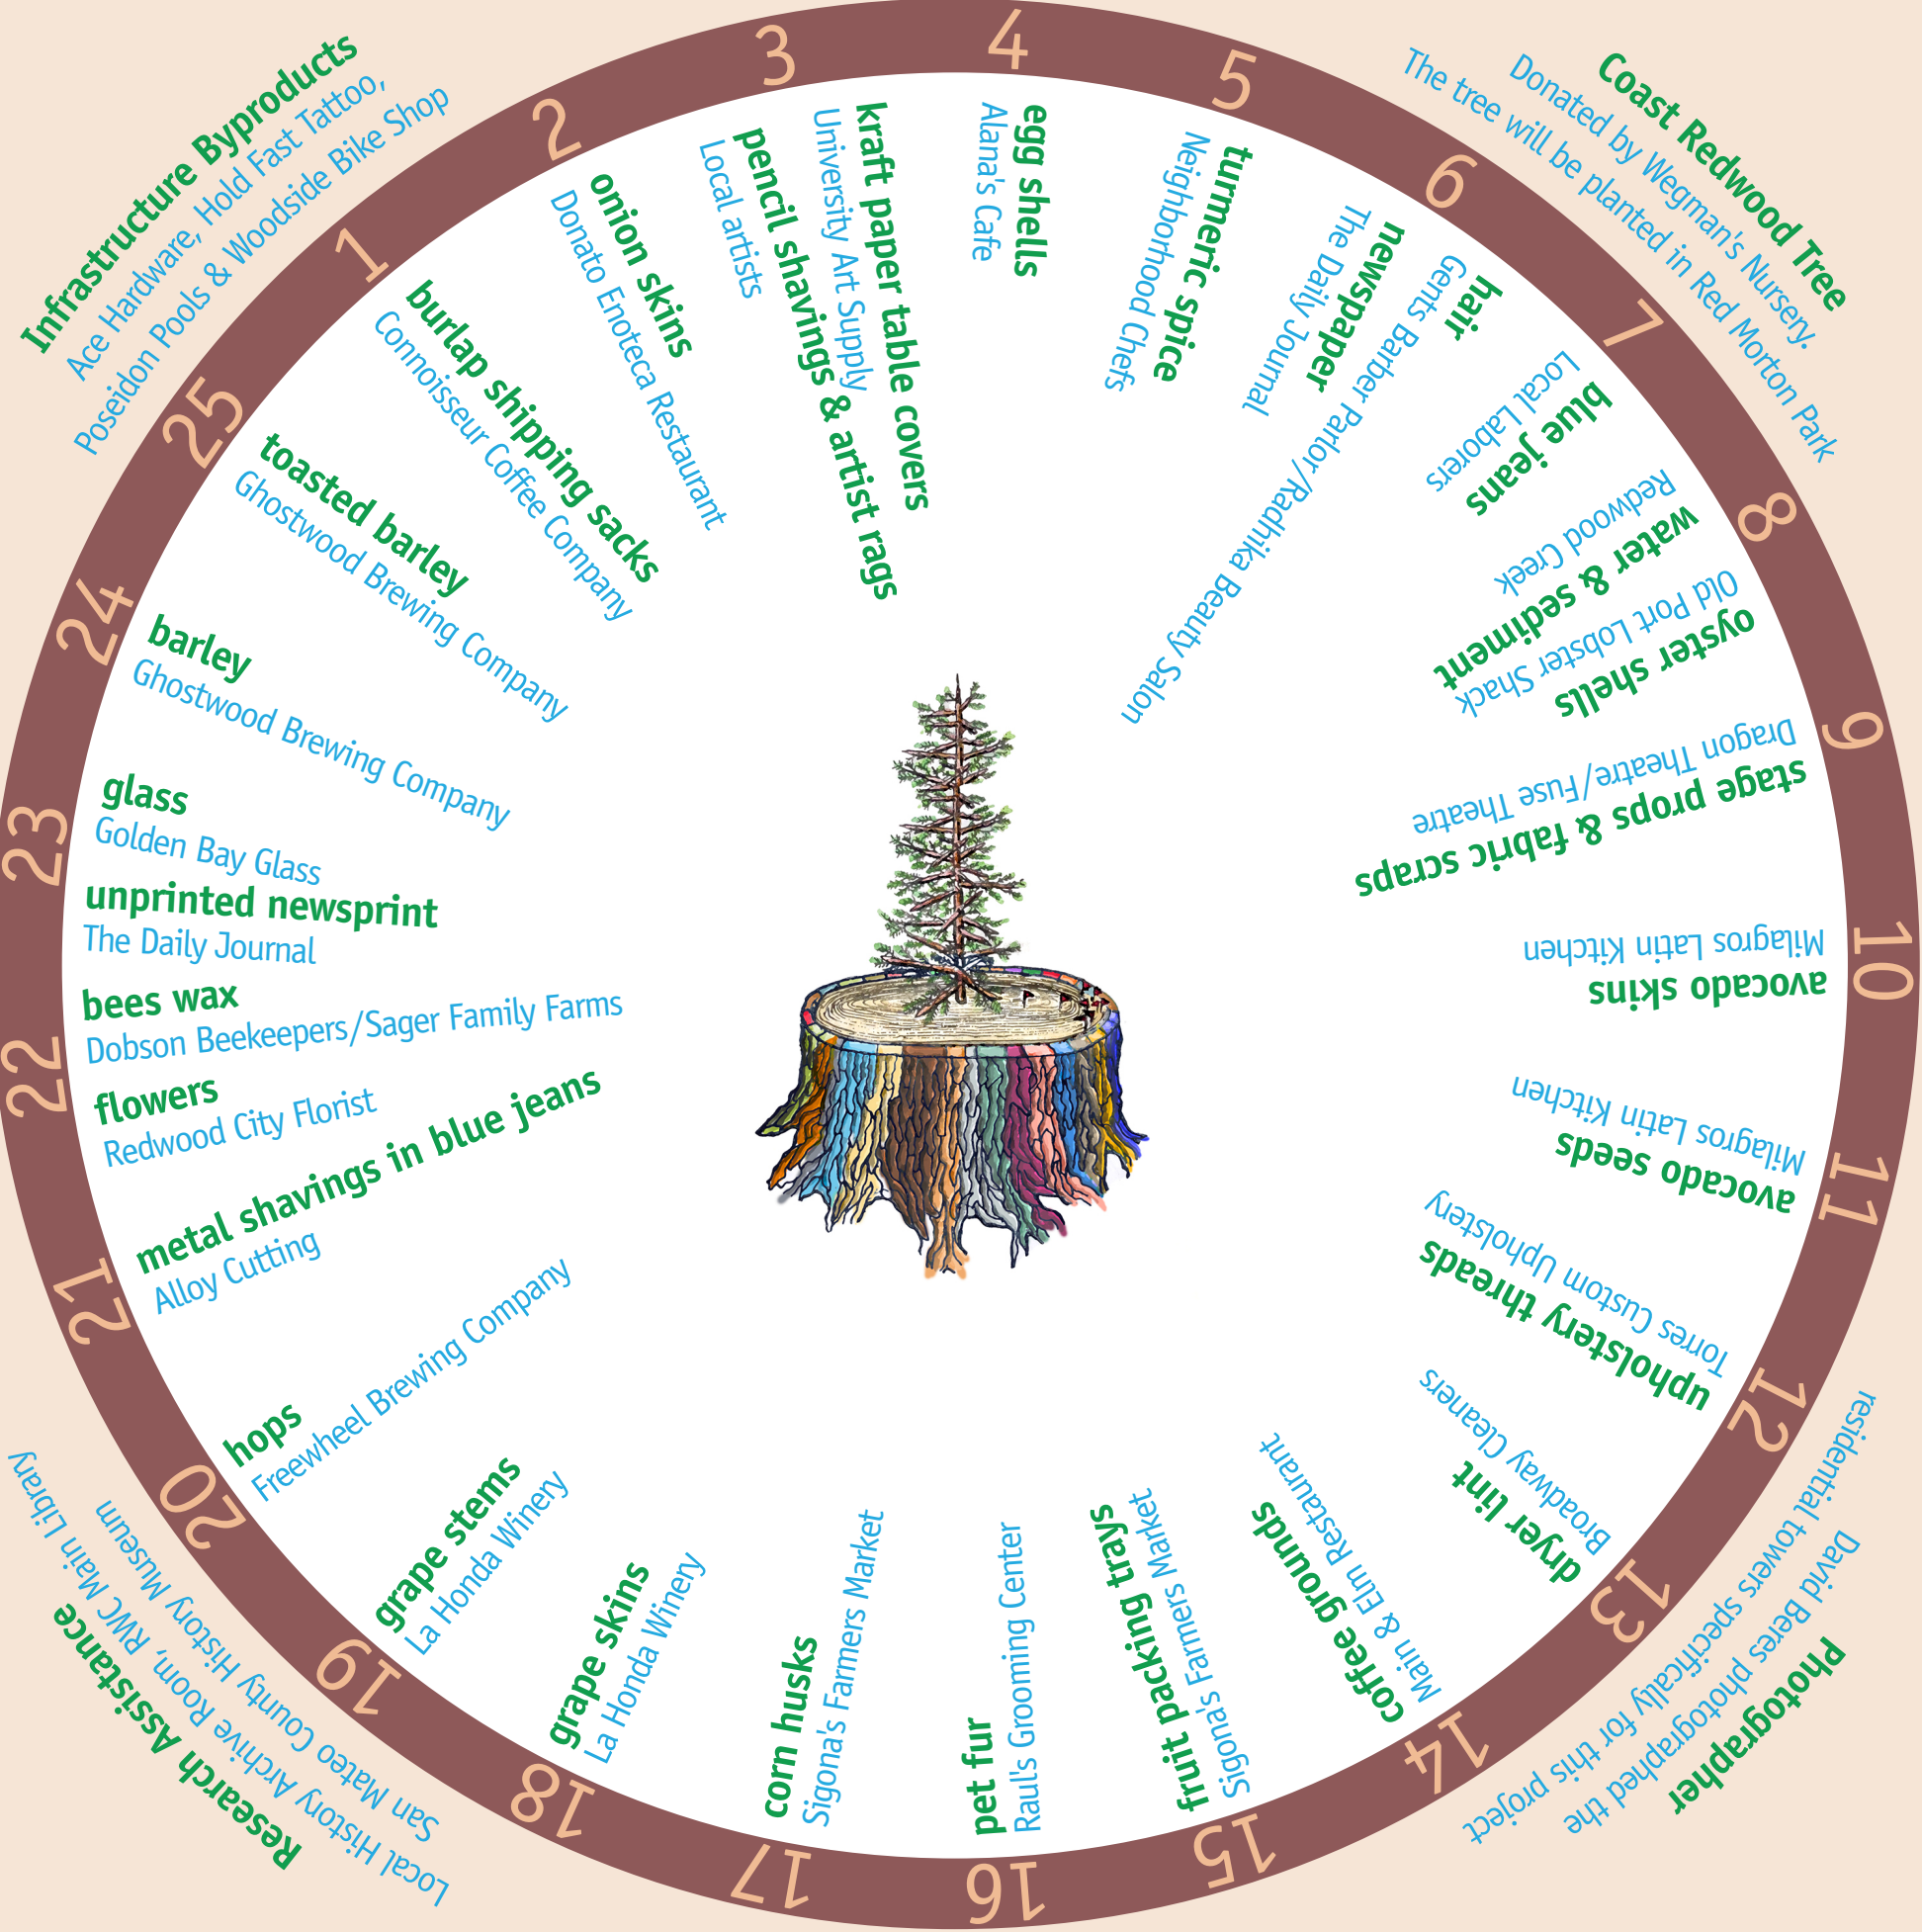 Infrastructure Byproducts
Ace Hardware, Hold Fast Tattoo,
Poseidon Pools & Woodside Bike Shop
Coast Redwood Tree
Donated by Wegman's Nursery.
The tree will be planted in Red Morton Park
1
burlap shipping sacks
Connoisseur Coffee Company
2
onion skins
Donato Enoteca Restaurant
3
pencil shavings & artist rags
Local artists
kraft paper table covers
University Art Supply
4
egg shells
Alana's Cafe
5
turmeric spice
Neighborhood Chefs
newspaper
The Daily Journal
6
hair
Gents Barber Parlor/Radhika Beauty Salon
7
blue jeans
Local Laborers
water & sediment
Redwood Creek
8
oyster shells
Old Port Lobster Shack
9
stage props & fabric scraps
Dragon Theatre/Fuse Theatre
10
avocado skins
Milagros Latin Kitchen
11
avocado seeds
Milagros Latin Kitchen
12
upholstery threads
Torres Custom Upholstery
13
dryer lint
Broadway Cleaners
14
coffee grounds
Main & Elm Restaurant
15
fruit packing trays
Sigona's Farmers Market
16
pet fur
Raul's Grooming Center
17
corn husks
Sigona's Farmers Market
18
grape skins
La Honda Winery
19
grape stems
La Honda Winery
20
hops
Freewheel Brewing Company
21
metal shavings in blue jeans
Alloy Cutting
22
flowers
Redwood City Florist
bees wax
Dobson Beekeepers/Sager Family Farms
unprinted newsprint
The Daily Journal
23
glass
Golden Bay Glass
24
barley
Ghostwood Brewing Company
25
toasted barley
Ghostwood Brewing Company
Photographer
David Beres photographed the
residential towers specifically for this project
Research Assistance
Local History Archive Room, RWC Main Library
San Mateo County History Museum